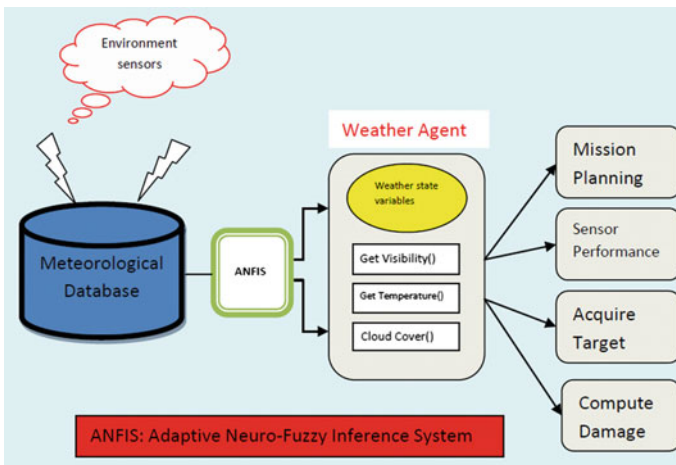 Environment
sensors
Weather Agent
Meteorological
Database
ANFIS
Weather state
variables
Get Visibility()
Get Temperature()
Cloud Cover()
Mission
Planning
Sensor
Performance
Acquire
Target
Compute
Damage
ANFIS: Adaptive Neuro-Fuzzy Inference System